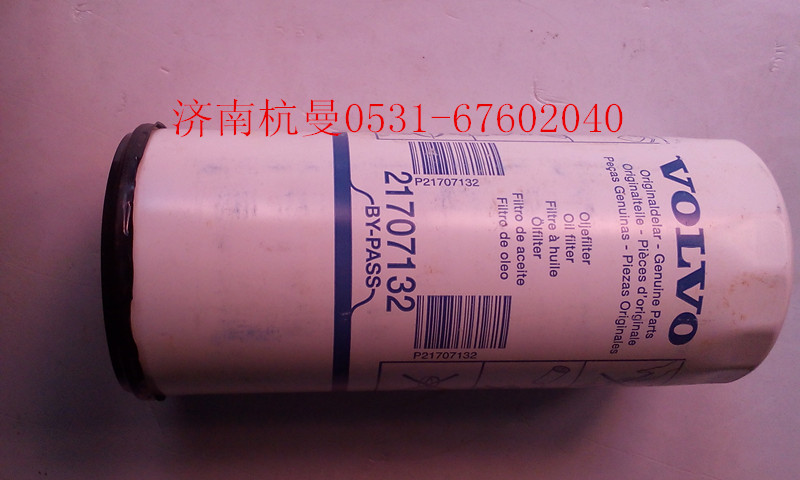 济南杭曼0531-67602040
VOLVO
Originaldelar - Genuine Parts
Originalteile - Pièces d'origine
Peças Genuinas - Piezas Originales
Oljefilter
Oil filter
Ölfilter
Filtre à huile
Filtro de aceite
Filtro de oleo
P21707132
21707132
BY-PASS
P21707132